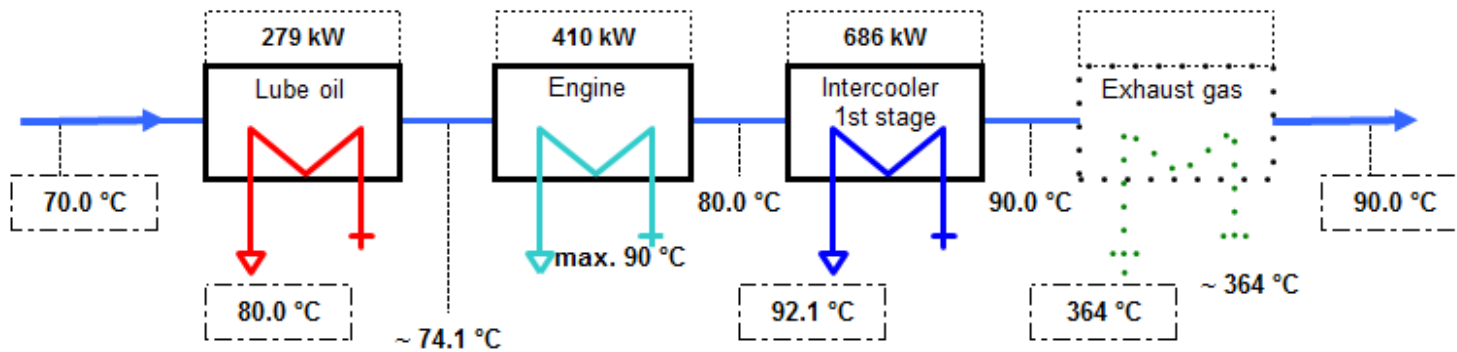 279 kW
410 kW
686 kW
Lube oil
Engine
Intercooler
1st stage
Exhaust gas
70.0 °C
80.0 °C
90.0 °C
90.0 °C
max. 90 °C
~ 364 °C
80.0 °C
92.1 °C
364 °C
~ 74.1 °C